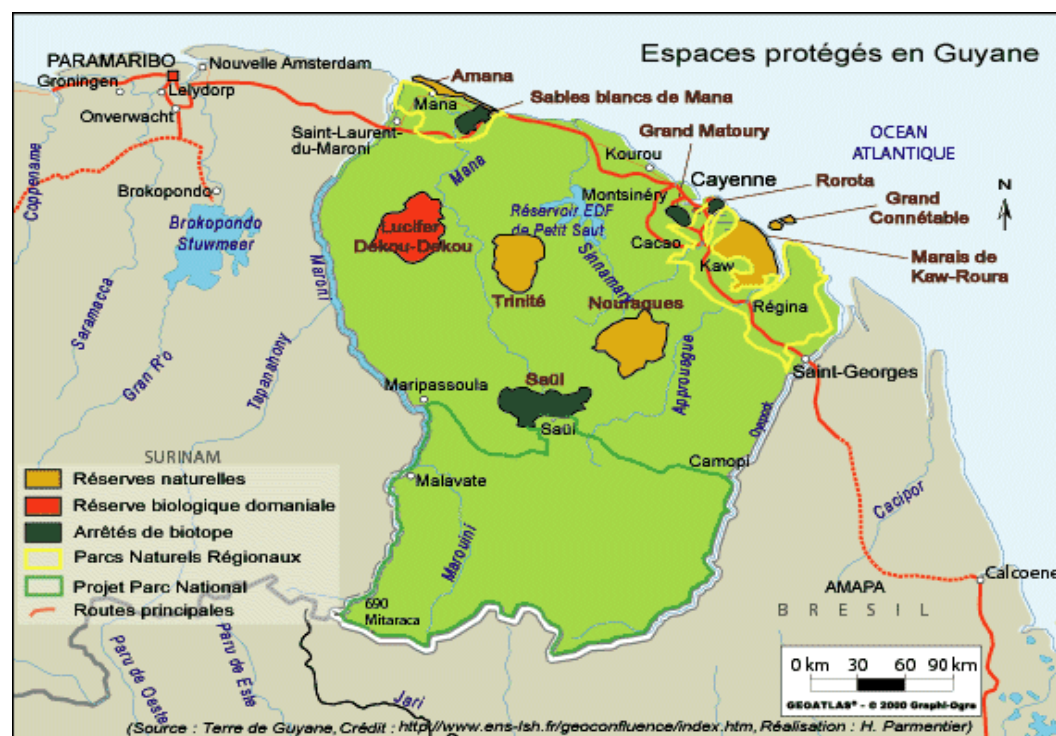 Espaces protégés en Guyane
PARAMARIBO
Nouvelle Amsterdam
Groningen
Lelydorp
Onverwacht
Amana
Mana
Sables blancs de Mana
Saint-Laurent-
du-Maroni
Grand Matoury
Kourou
OCEAN
ATLANTIQUE
Coppename
Brokopondo
Brokopondo
Stuwmeer
Mana
Montsinéry
Cayenne
Rorota
N
Grand
Connétable
Lucifer
Dékou-Dékou
Réservoir EDF
de Petit Saut
Cacao
Kaw
Marais de
Kaw-Roura
Maroni
Sinnamary
Trinité
Nouragues
Régina
Saramacca
Gran R'o
Tapanahony
Approuague
Saint-Georges
Maripassoula
Saül
Saül
Oyapock
Camopi
SURINAM
Réserves naturelles
Réserve biologique domaniale
Arrêtés de biotope
Parcs Naturels Régionaux
Projet Parc National
Routes principales
Malavate
Marouini
Cacipor
Calcoene
AMAPA
BRESIL
690
Mitaraca
Paru de Oeste
Paru de Este
Jari
0 km 30 60 90 km
GEOATLAS® - © 2000 Graphi-Ogre
(Source : Terre de Guyane, Crédit : http://www.ens-lsh.fr/geoconfluence/index.htm, Réalisation : H. Parmentier)